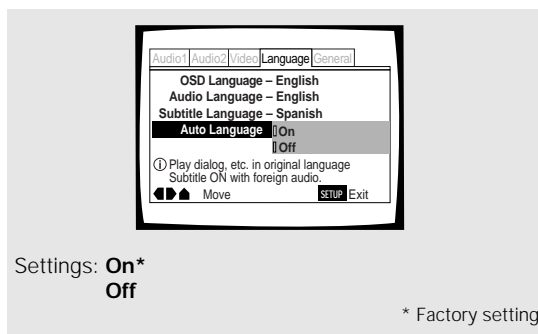 Audio1 Audio2 Video Language General
OSD Language – English
Audio Language – English
Subtitle Language – Spanish
Auto Language On
Off
i Play dialog, etc. in original language
Subtitle ON with foreign audio.
Move SETUP Exit
Settings: On*
Off
* Factory setting